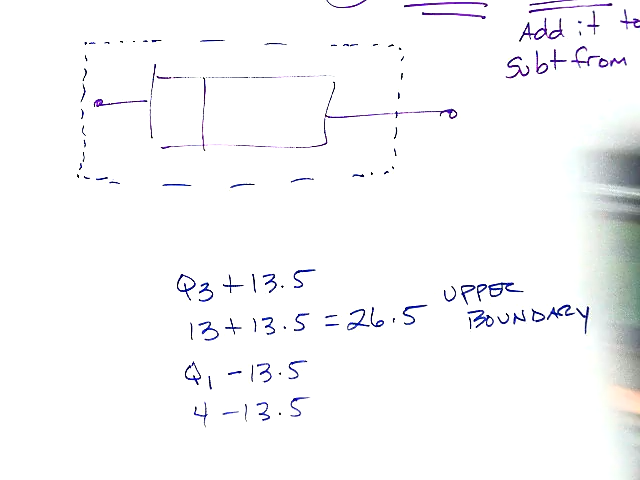 Add it to
Subt from
Q3 + 13.5
13 + 13.5 = 26.5 UPPER BOUNDARY
Q1 - 13.5
4 - 13.5